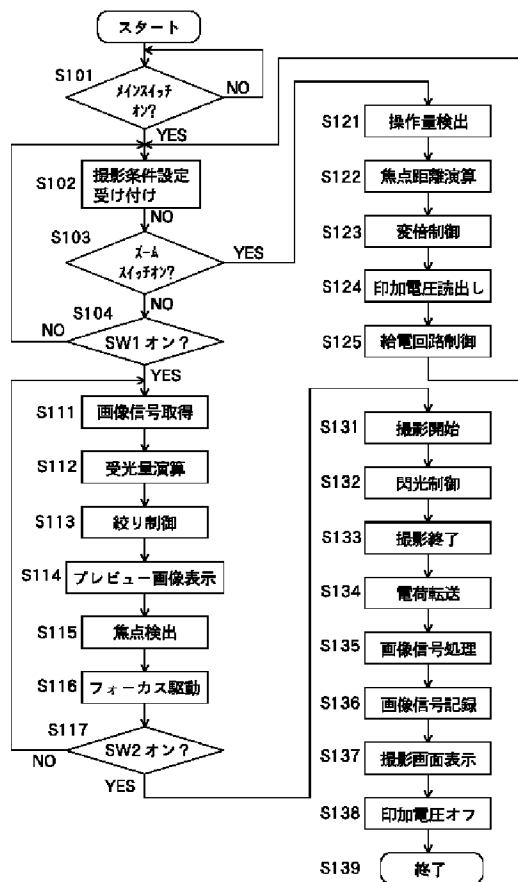 スタート
S101
メインスイッチ
オン?
NO
YES
S102
撮影条件設定
受け付け
NO
S103
ズーム
スイッチオン?
YES
NO
S104
NO
SW1 オン?
YES
S111
画像信号取得
S112
受光量演算
S113
絞り制御
S114
プレビュー画像表示
S115
焦点検出
S116
フォーカス駆動
S117
SW2 オン?
NO
YES
S121
操作量検出
S122
焦点距離演算
S123
変倍制御
S124
印加電圧読出し
S125
給電回路制御
S131
撮影開始
S132
閃光制御
S133
撮影終了
S134
電荷転送
S135
画像信号処理
S136
画像信号記録
S137
撮影画面表示
S138
印加電圧オフ
S139
終了